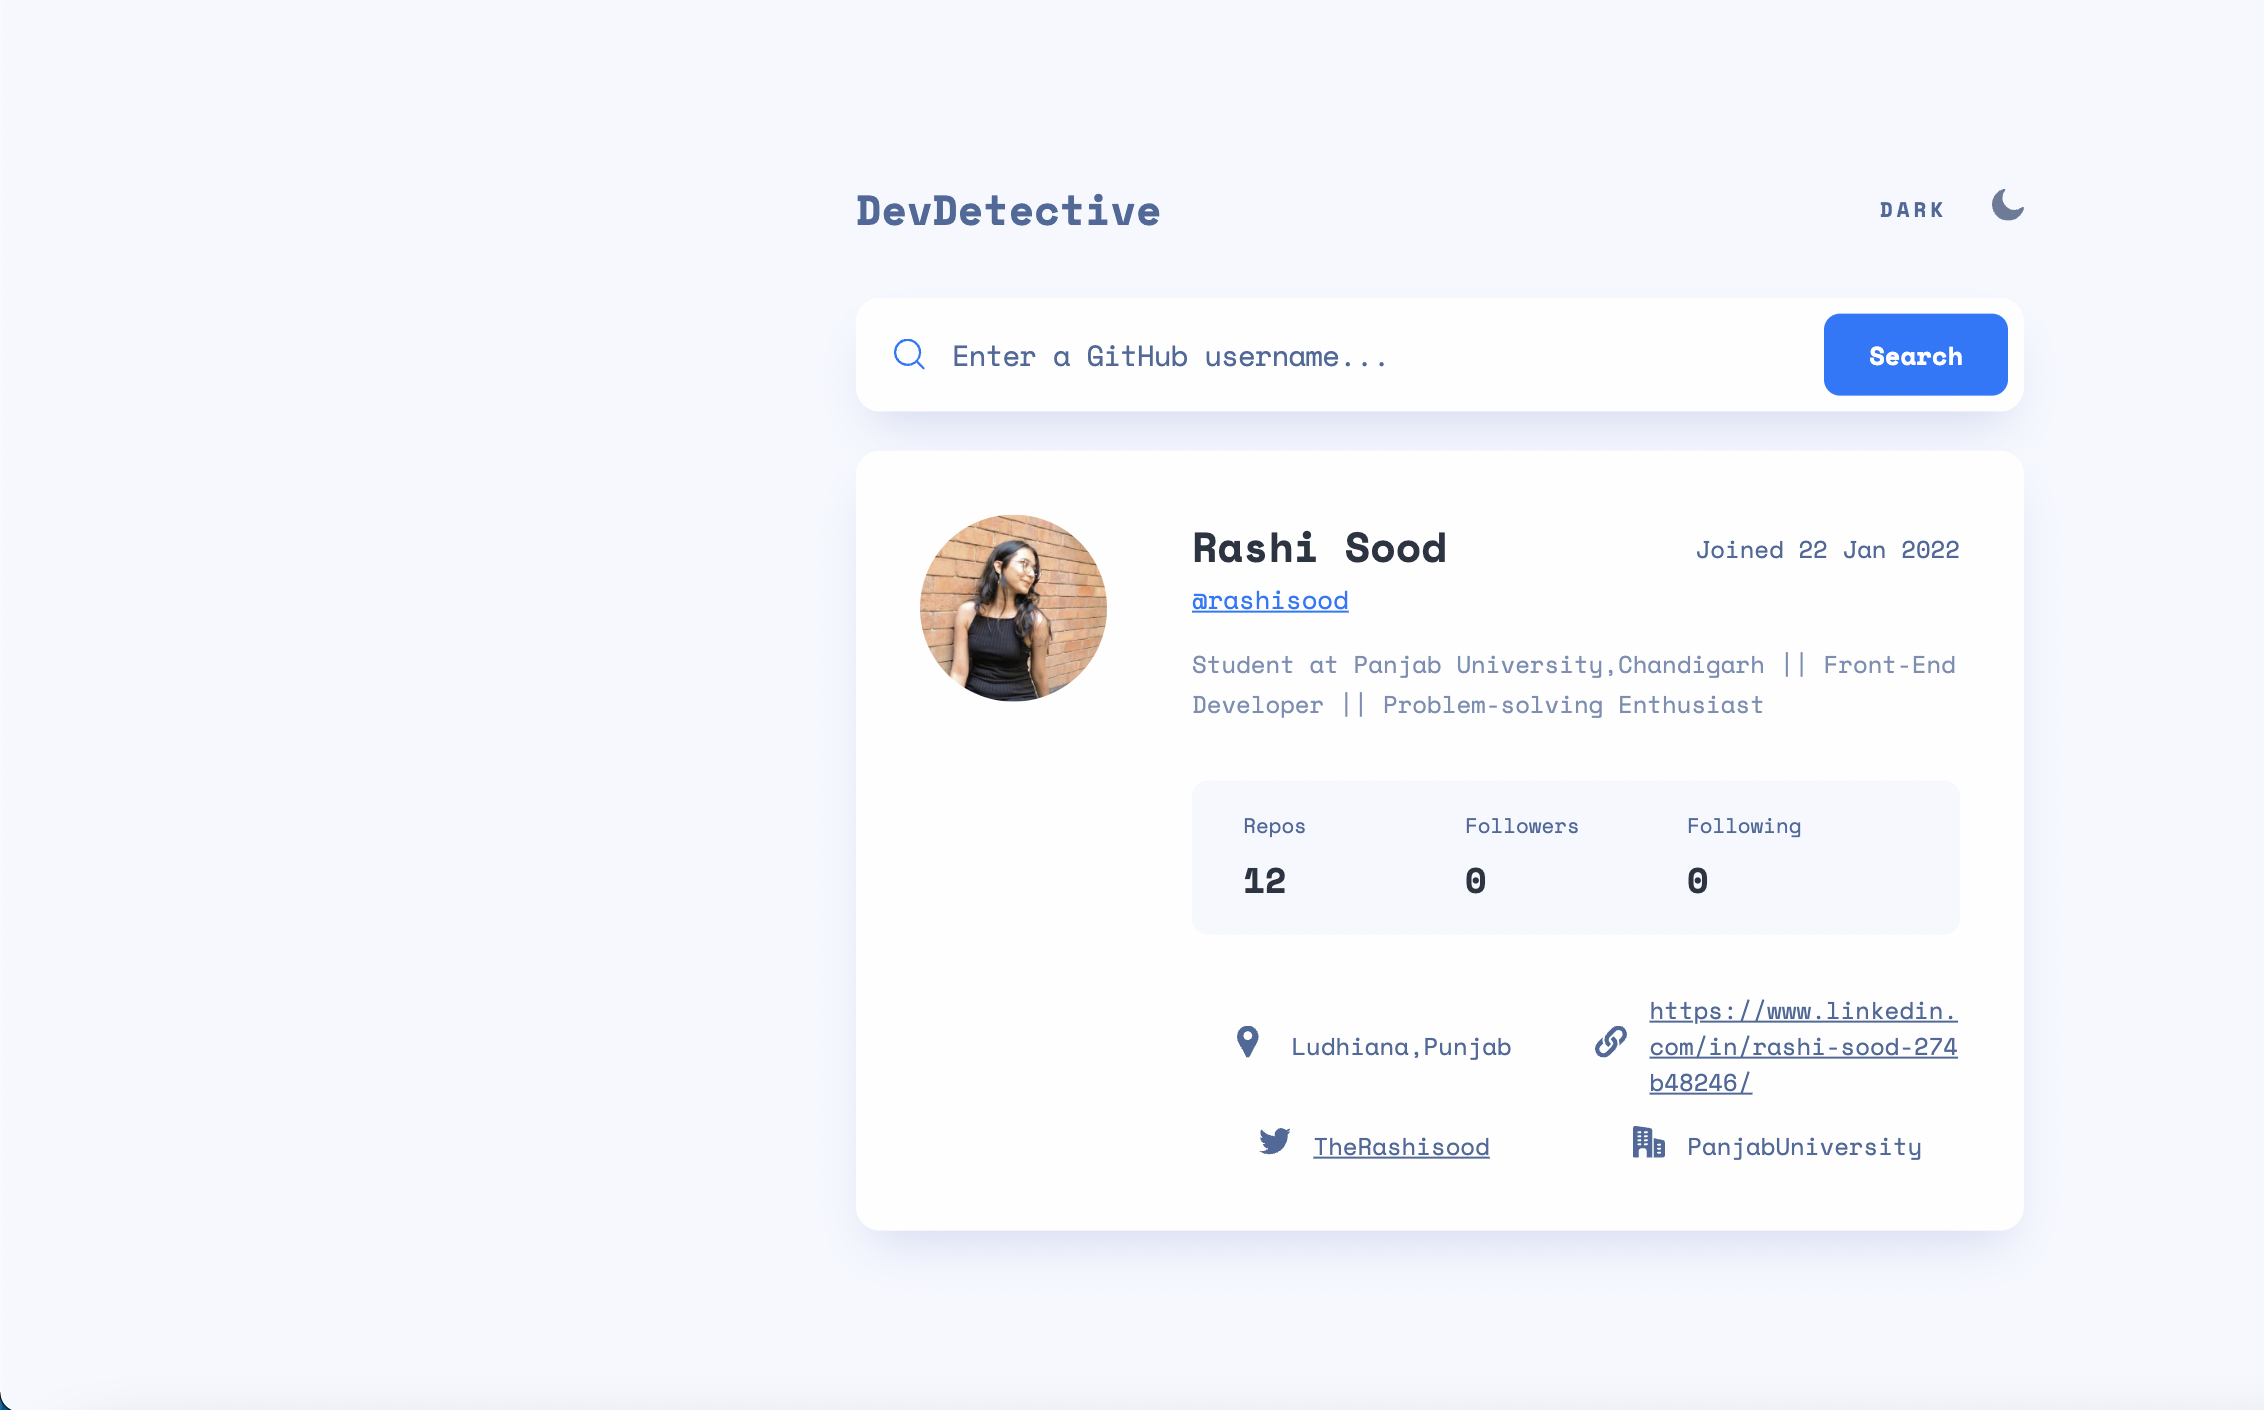 DevDetective
DARK
Enter a GitHub username...
Search
Rashi Sood
Joined 22 Jan 2022
@rashisood
Student at Panjab University,Chandigarh || Front-End
Developer || Problem-solving Enthusiast
Repos
Followers
Following
12
0
0
Ludhiana,Punjab
https://www.linkedin.
com/in/rashi-sood-274
b48246/
TheRashisood
PanjabUniversity